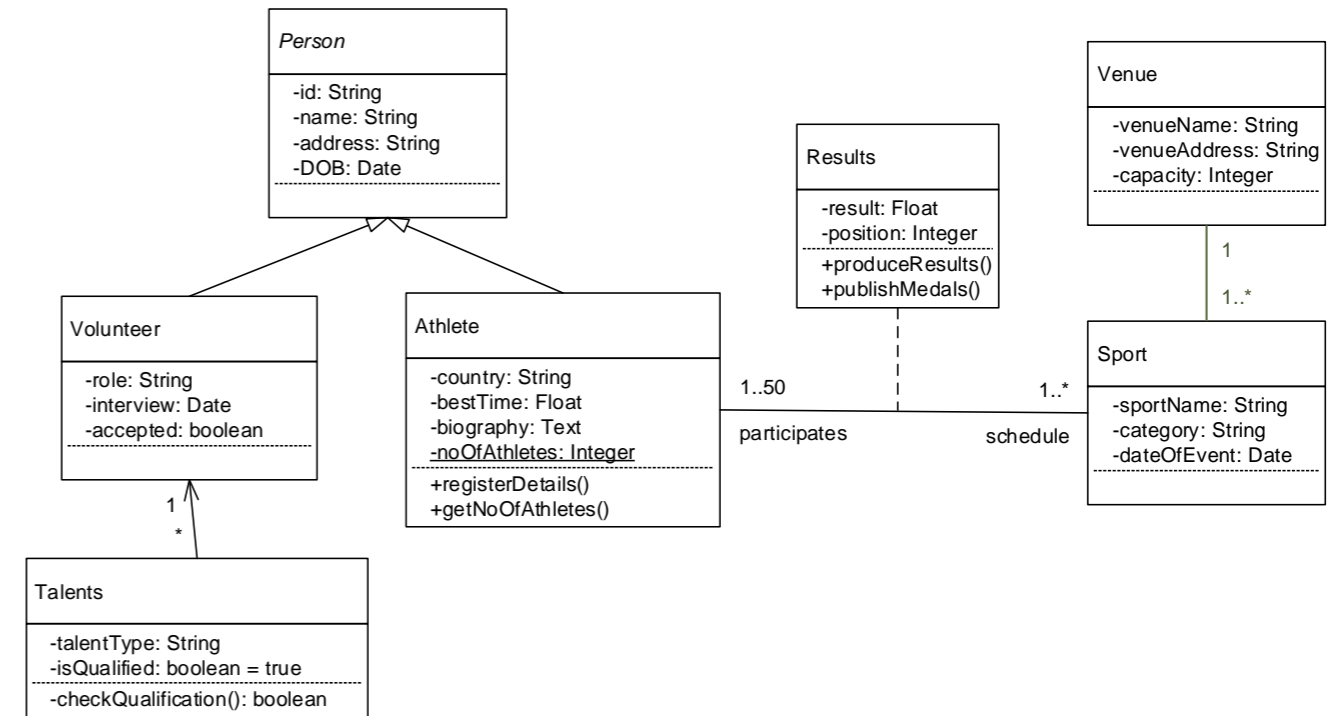 Person
-id: String
-name: String
-address: String
-DOB: Date
Venue
-venueName: String
-venueAddress: String
-capacity: Integer
Results
-result: Float
-position: Integer
+produceResults()
+publishMedals()
1
1..*
Volunteer
-role: String
-interview: Date
-accepted: boolean
Athlete
-country: String
-bestTime: Float
-biography: Text
-noOfAthletes: Integer
+registerDetails()
+getNoOfAthletes()
1..50
participates
1..*
schedule
Sport
-sportName: String
-category: String
-dateOfEvent: Date
1
*
Talents
-talentType: String
-isQualified: boolean = true
-checkQualification(): boolean